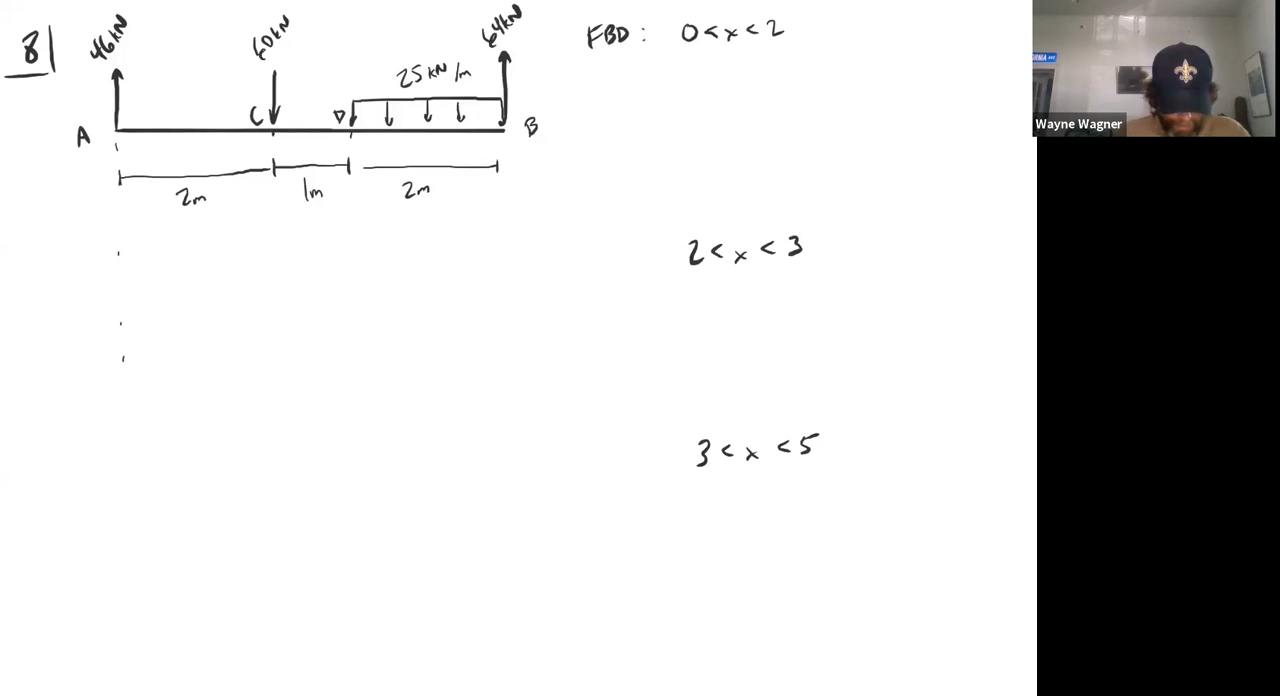 8
46kN
60kN
64kN
FBD: 0<x<2
25 kN/m
C
D
A
B
2m
1m
2m
2<x<3
3<x<5
Wayne Wagner